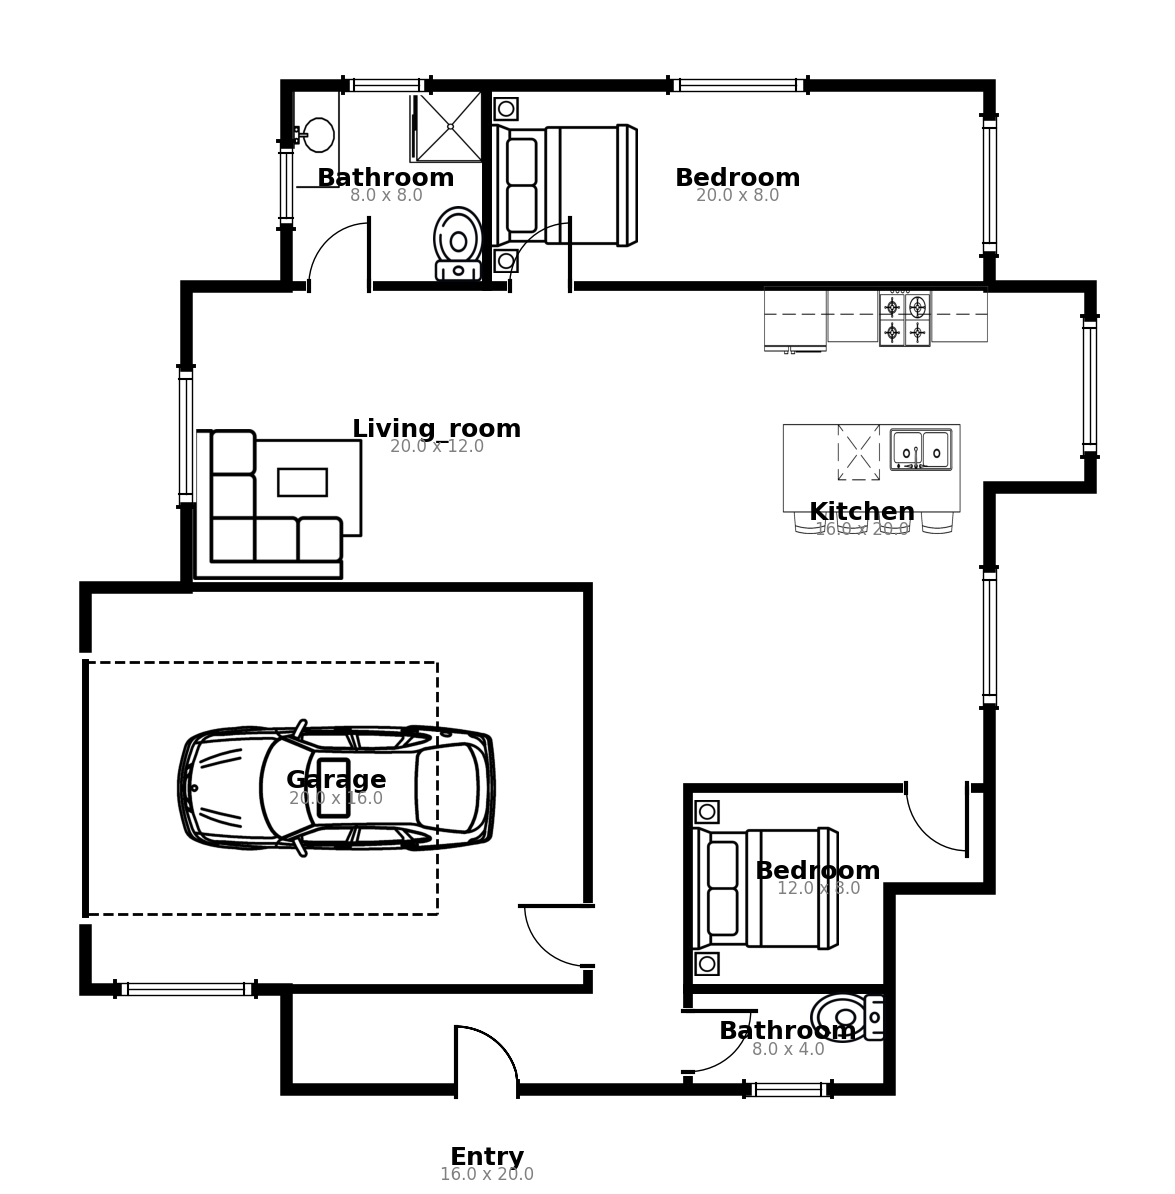 Bathroom
8.0 x 8.0
Bedroom
20.0 x 8.0
Living_room
20.0 x 12.0
Kitchen
16.0 x 20.0
Garage
20.0 x 16.0
Bedroom
12.0 x 8.0
Bathroom
8.0 x 4.0
Entry
16.0 x 20.0